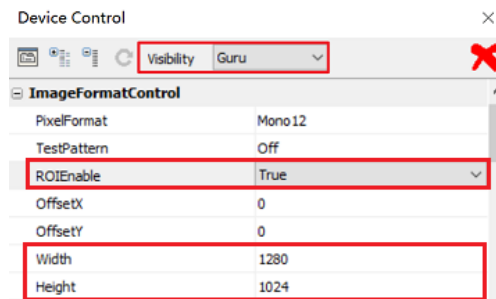 Device Control
Visibility Guru
ImageFormatControl
PixelFormat Mono12
TestPattern Off
ROIEnable True
OffsetX 0
OffsetY 0
Width 1280
Height 1024